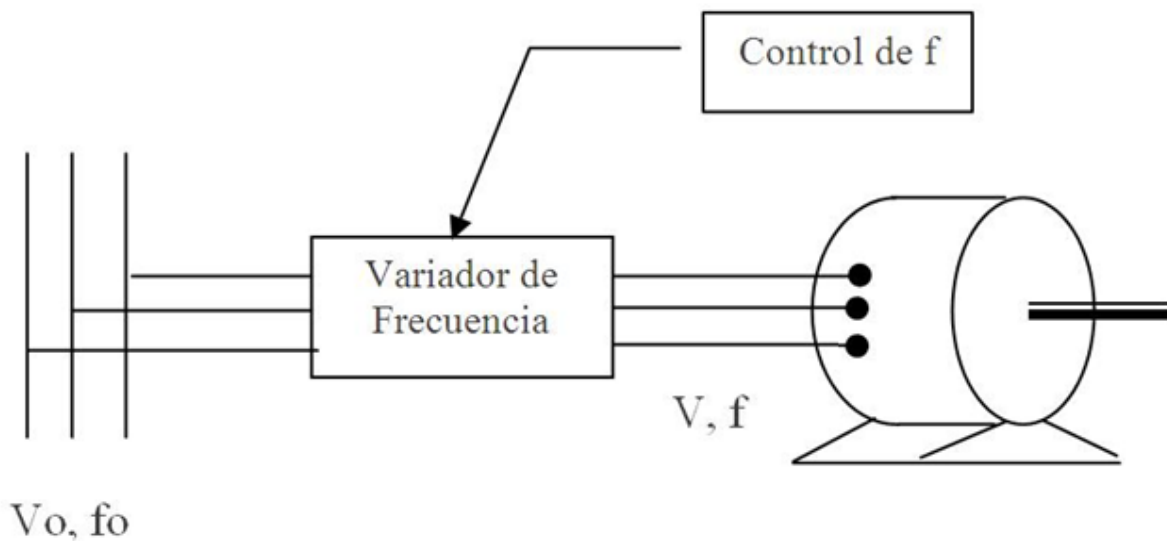 Control de f
Variador de
Frecuencia
V, f
Vo, fo